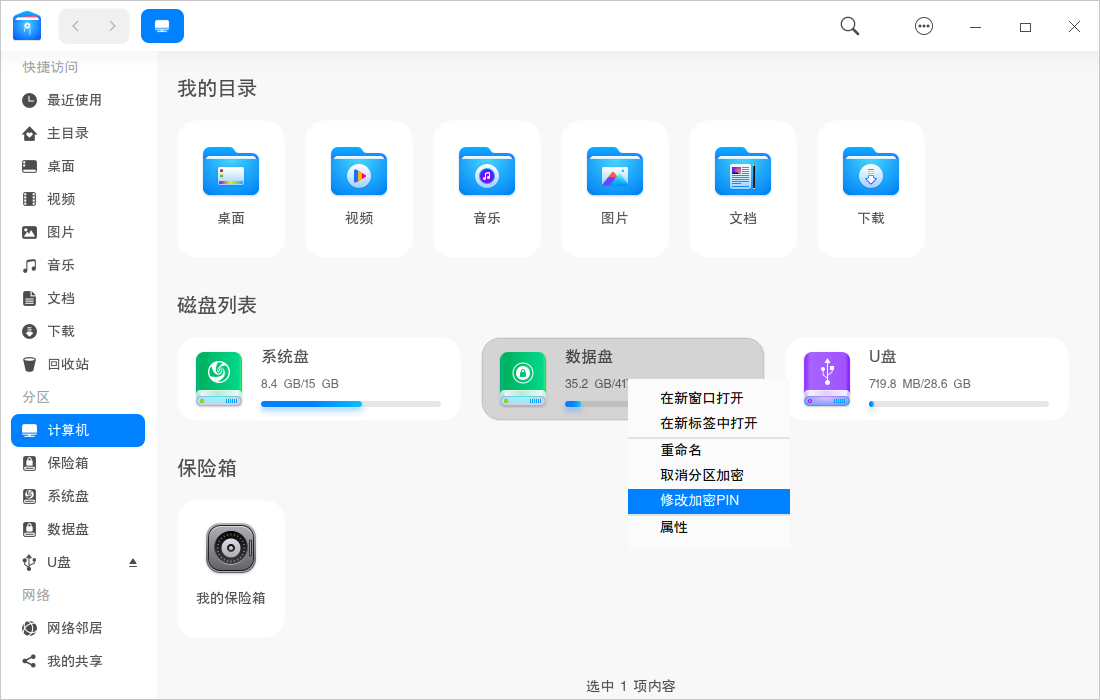 快捷访问
最近使用
主目录
桌面
视频
图片
音乐
文档
下载
回收站
分区
计算机
保险箱
系统盘
数据盘
U盘
网络
网络邻居
我的共享
我的目录
桌面
视频
音乐
图片
文档
下载
磁盘列表
系统盘
8.4 GB/15 GB
数据盘
35.2 GB/41
U盘
719.8 MB/28.6 GB
在新窗口打开
在新标签中打开
重命名
取消分区加密
修改加密PIN
属性
保险箱
我的保险箱
选中 1 项内容